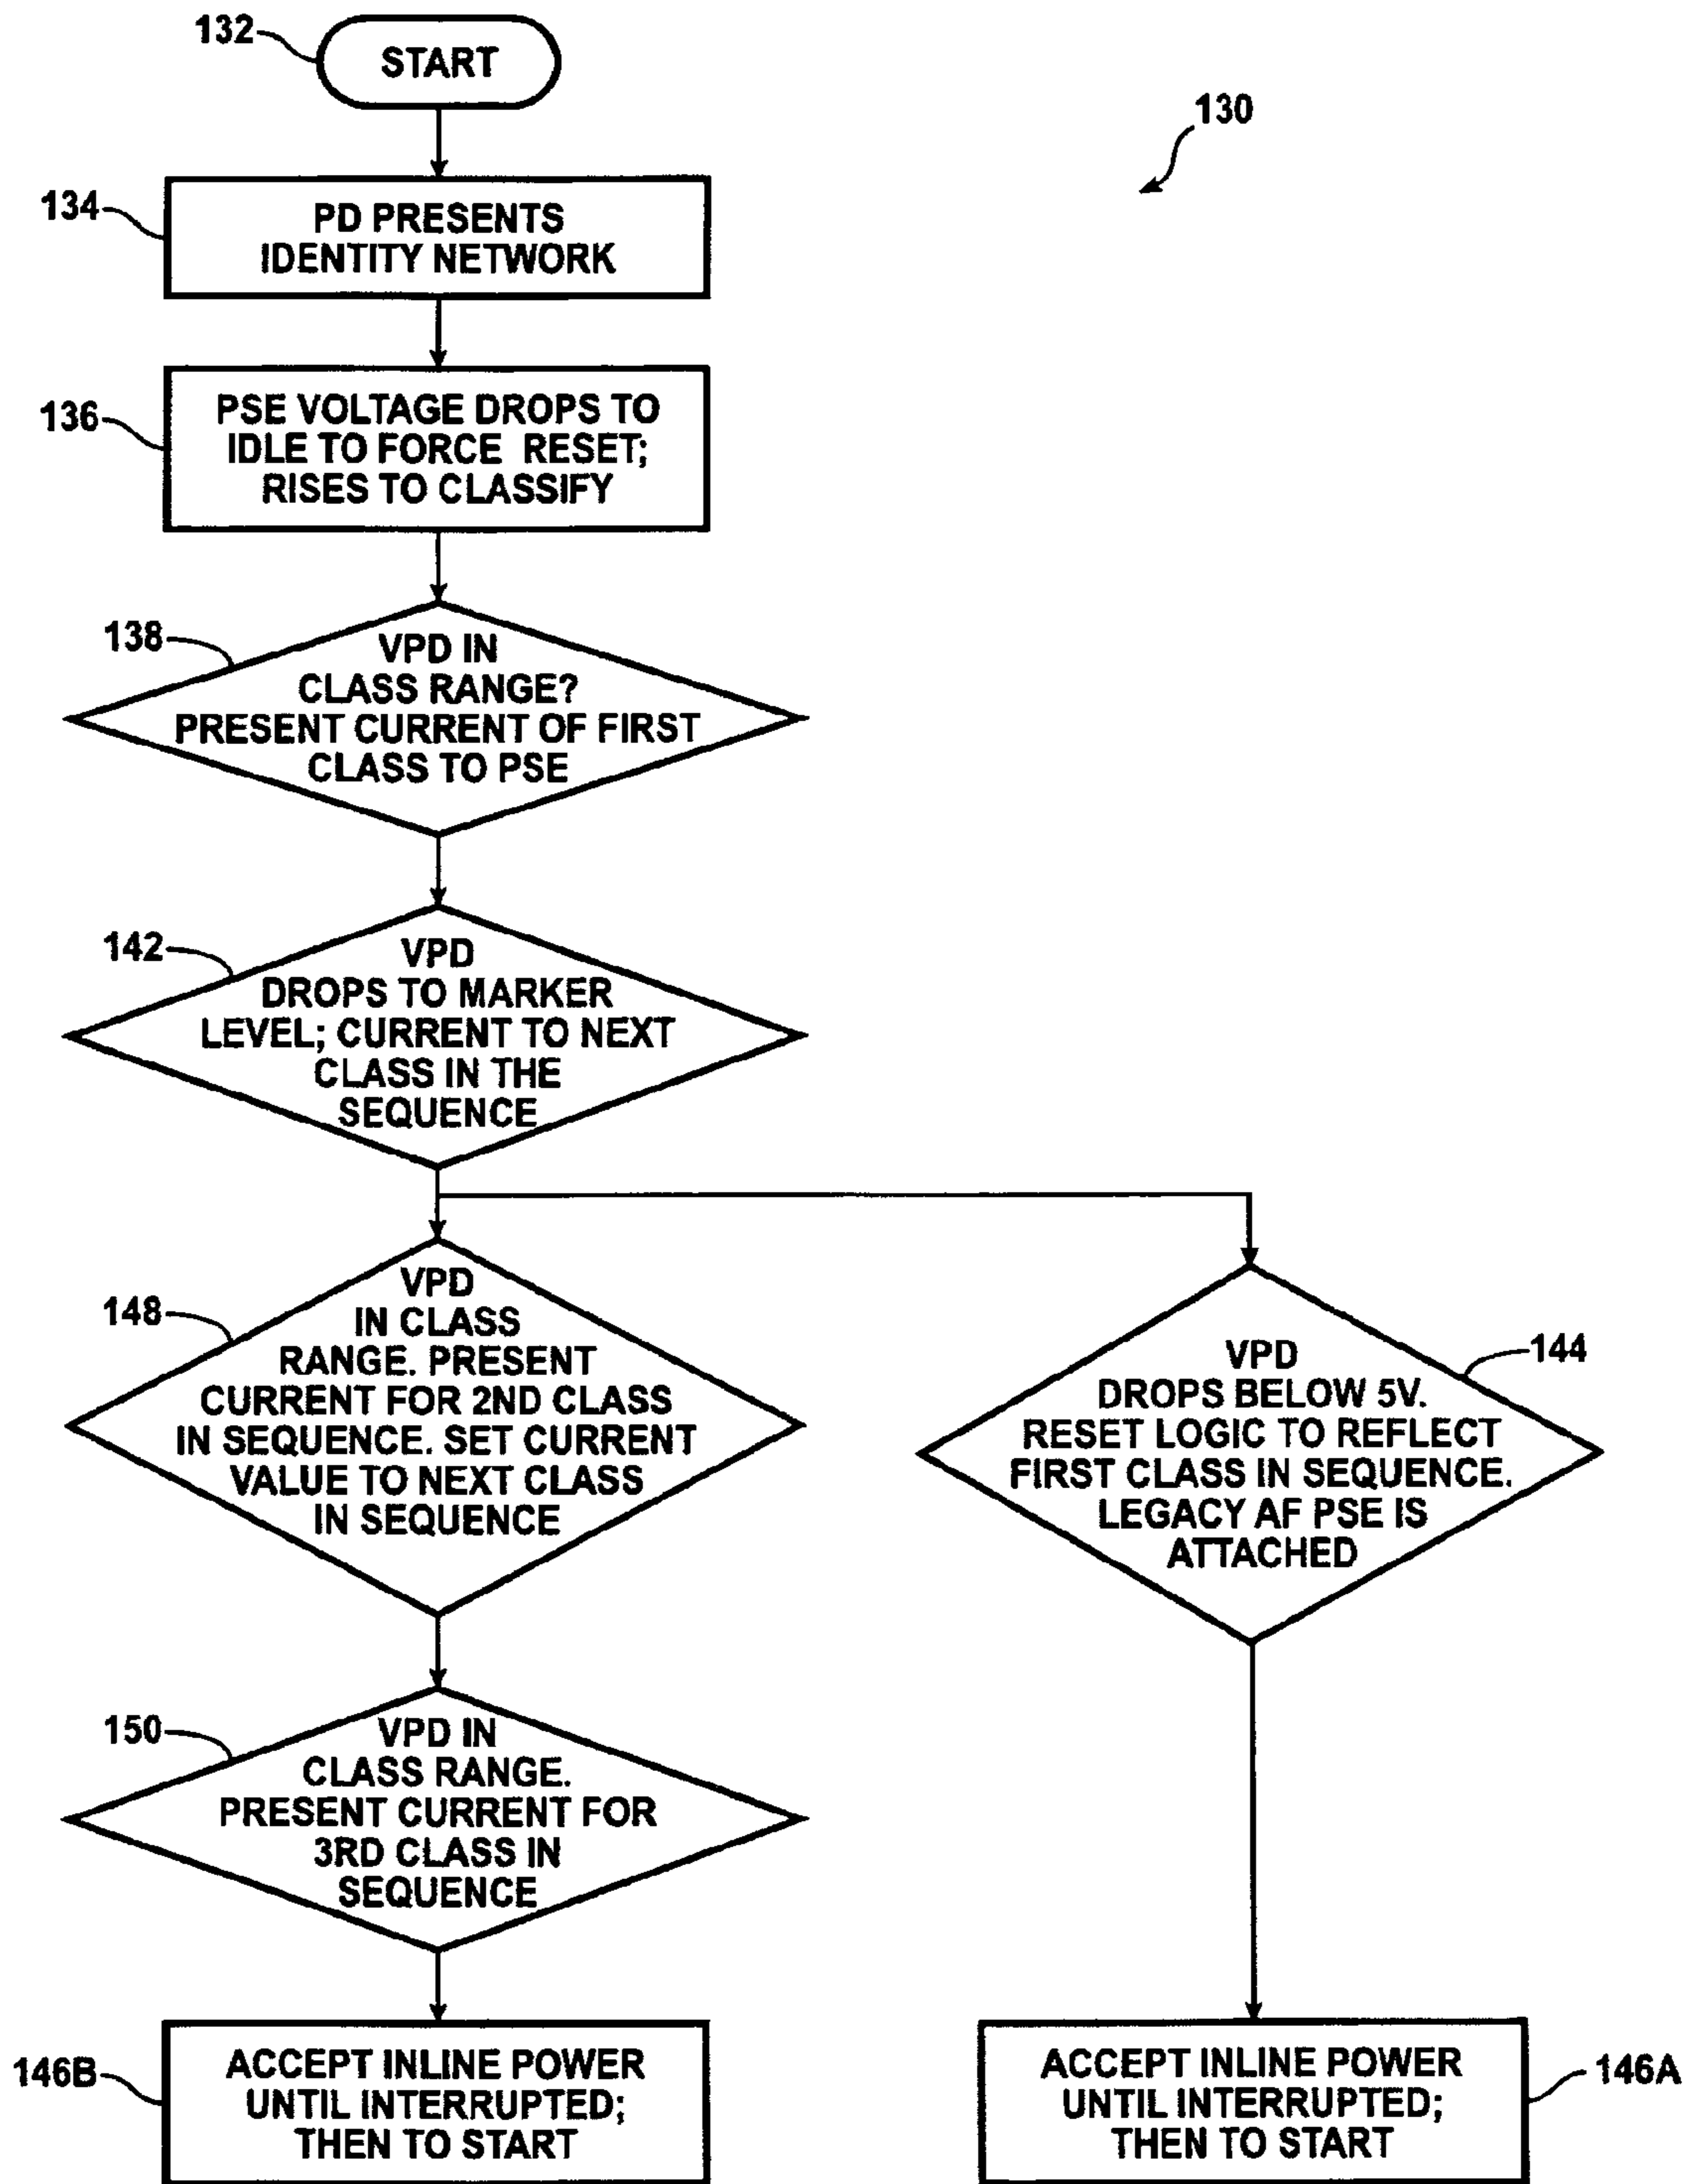 132
START
130
134
PD PRESENTS
IDENTITY NETWORK
136
PSE VOLTAGE DROPS TO
IDLE TO FORCE RESET;
RISES TO CLASSIFY
138
VPD IN
CLASS RANGE?
PRESENT CURRENT OF FIRST
CLASS TO PSE
142
VPD
DROPS TO MARKER
LEVEL; CURRENT TO NEXT
CLASS IN THE
SEQUENCE
148
VPD
IN CLASS
RANGE. PRESENT
CURRENT FOR 2ND CLASS
IN SEQUENCE. SET CURRENT
VALUE TO NEXT CLASS
IN SEQUENCE
144
VPD
DROPS BELOW 5V.
RESET LOGIC TO REFLECT
FIRST CLASS IN SEQUENCE.
LEGACY AF PSE IS
ATTACHED
150
VPD IN
CLASS RANGE.
PRESENT CURRENT FOR
3RD CLASS IN
SEQUENCE
146B
ACCEPT INLINE POWER
UNTIL INTERRUPTED;
THEN TO START
146A
ACCEPT INLINE POWER
UNTIL INTERRUPTED;
THEN TO START